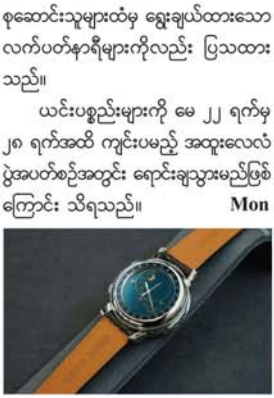 စုဆောင်းသူများထံမှ ရွေးချယ်ထားသော
လက်ပတ်နာရီများကိုလည်း ပြသထား
သည်။
ယင်းပစ္စည်းများကို မေ ၂၂ ရက်မှ
၂၈ ရက်အထိ ကျင်းပမည့် အထူးလေလံ
ပွဲအပတ်စဉ်အတွင်း ရောင်းချသွားမည်ဖြစ်
ကြောင်း သိရသည်။ Mon